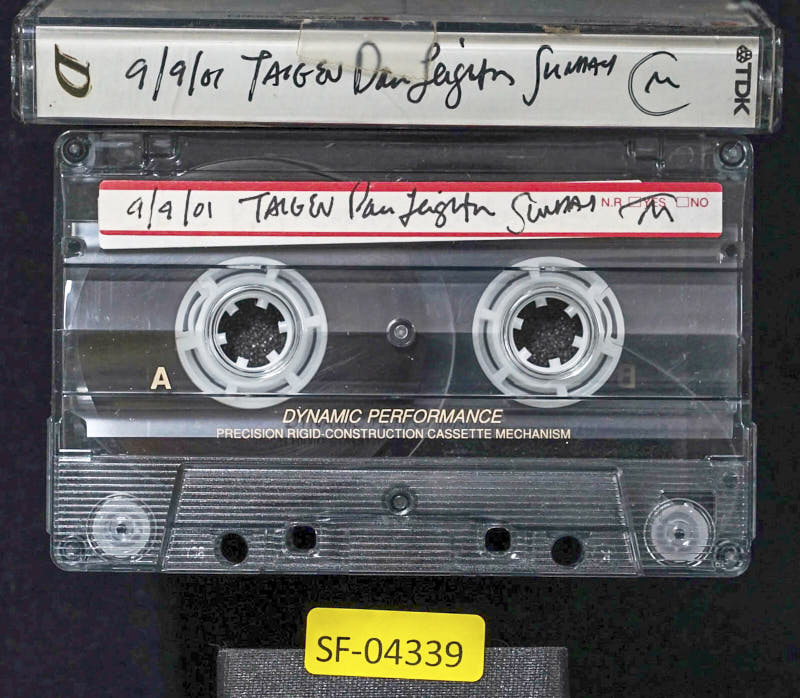 D 9/9/01 TAIGEN Dan Leighton SUNDAY M TDK
9/9/01 TAIGEN Dan Leighton SUNDAY M N.R. YES NO
A B
DYNAMIC PERFORMANCE
PRECISION RIGID-CONSTRUCTION CASSETTE MECHANISM
SF-04339